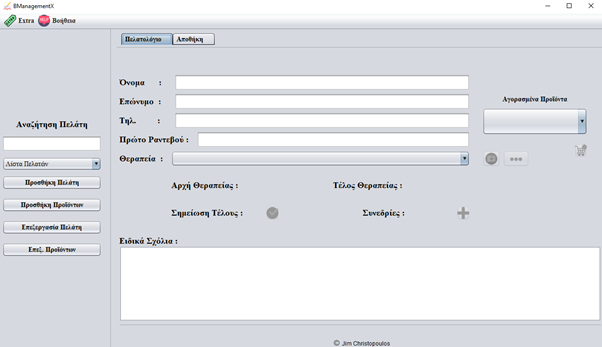 BManagementX
Extra Βοήθεια
Πελατολόγιο Αποθήκη
Όνομα :
Επώνυμο :
Τηλ. :
Πρώτο Ραντεβού :
Θεραπεία :
Αγορασμένα Προϊόντα
Αρχή Θεραπείας : Τέλος Θεραπείας :
Σημείωση Τέλους : Συνεδρίες :
Ειδικά Σχόλια :
Αναζήτηση Πελάτη
Λίστα Πελατών
Προσθήκη Πελάτη
Προσθήκη Προϊόντων
Επεξεργασία Πελάτη
Επεξ. Προϊόντων
© Jim Christopoulos